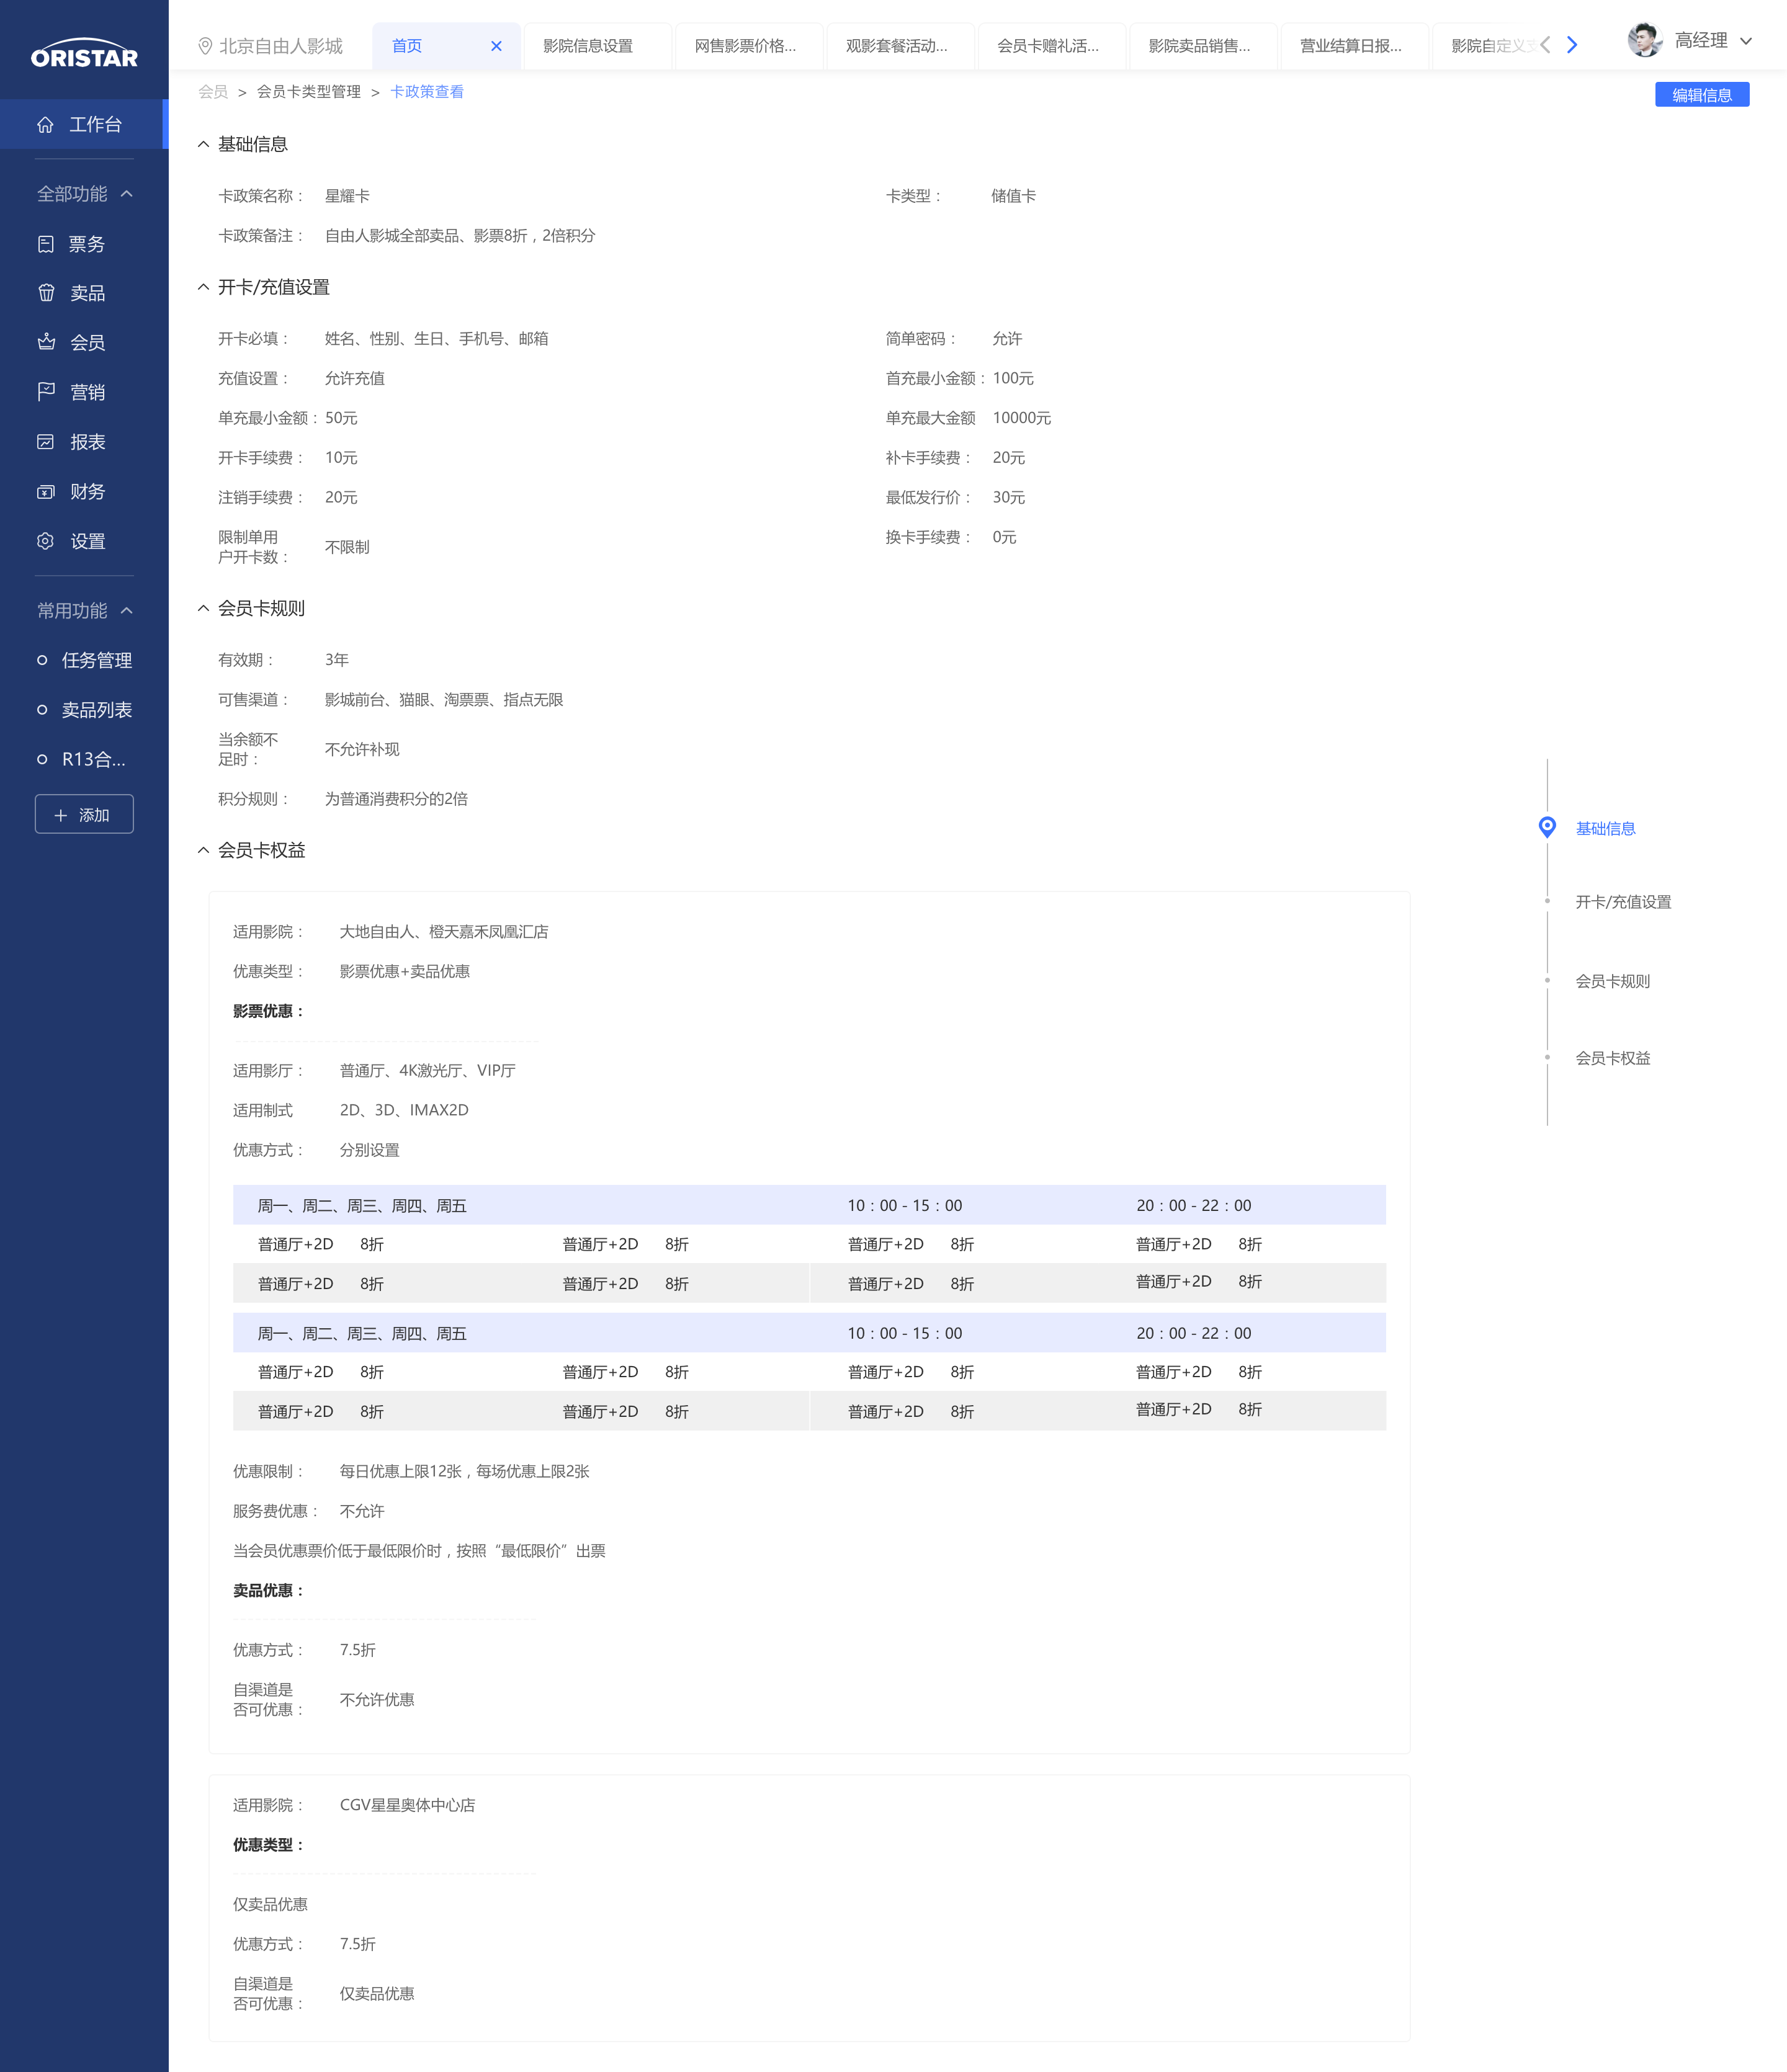 ORISTAR
工作台
全部功能
票务
卖品
会员
营销
报表
财务
设置
常用功能
任务管理
卖品列表
R13合...
添加
北京自由人影城
首页
影院信息设置
网售影票价格...
观影套餐活动...
会员卡赠礼活...
影院卖品销售...
营业结算日报...
影院自定义支
高经理
会员 > 会员卡类型管理 > 卡政策查看
编辑信息
基础信息
卡政策名称： 星耀卡 卡类型： 储值卡
卡政策备注： 自由人影城全部卖品、影票8折，2倍积分
开卡/充值设置
开卡必填： 姓名、性别、生日、手机号、邮箱 简单密码： 允许
充值设置： 允许充值 首充最小金额：100元
单充最小金额：50元 单充最大金额 10000元
开卡手续费： 10元 补卡手续费： 20元
注销手续费： 20元 最低发行价： 30元
限制单用
户开卡数： 不限制 换卡手续费： 0元
会员卡规则
有效期： 3年
可售渠道： 影城前台、猫眼、淘票票、指点无限
当余额不
足时： 不允许补现
积分规则： 为普通消费积分的2倍
会员卡权益
适用影院： 大地自由人、橙天嘉禾凤凰汇店
优惠类型： 影票优惠+卖品优惠
影票优惠：
适用影厅： 普通厅、4K激光厅、VIP厅
适用制式 2D、3D、IMAX2D
优惠方式： 分别设置
周一、周二、周三、周四、周五 10：00 - 15：00 20：00 - 22：00
普通厅+2D 8折 普通厅+2D 8折 普通厅+2D 8折 普通厅+2D 8折
普通厅+2D 8折 普通厅+2D 8折 普通厅+2D 8折 普通厅+2D 8折
周一、周二、周三、周四、周五 10：00 - 15：00 20：00 - 22：00
普通厅+2D 8折 普通厅+2D 8折 普通厅+2D 8折 普通厅+2D 8折
普通厅+2D 8折 普通厅+2D 8折 普通厅+2D 8折 普通厅+2D 8折
优惠限制： 每日优惠上限12张，每场优惠上限2张
服务费优惠： 不允许
当会员优惠票价低于最低限价时，按照“最低限价”出票
卖品优惠：
优惠方式： 7.5折
自渠道是
否可优惠： 不允许优惠
适用影院： CGV星星奥体中心店
优惠类型：
仅卖品优惠
优惠方式： 7.5折
自渠道是
否可优惠： 仅卖品优惠
基础信息
开卡/充值设置
会员卡规则
会员卡权益